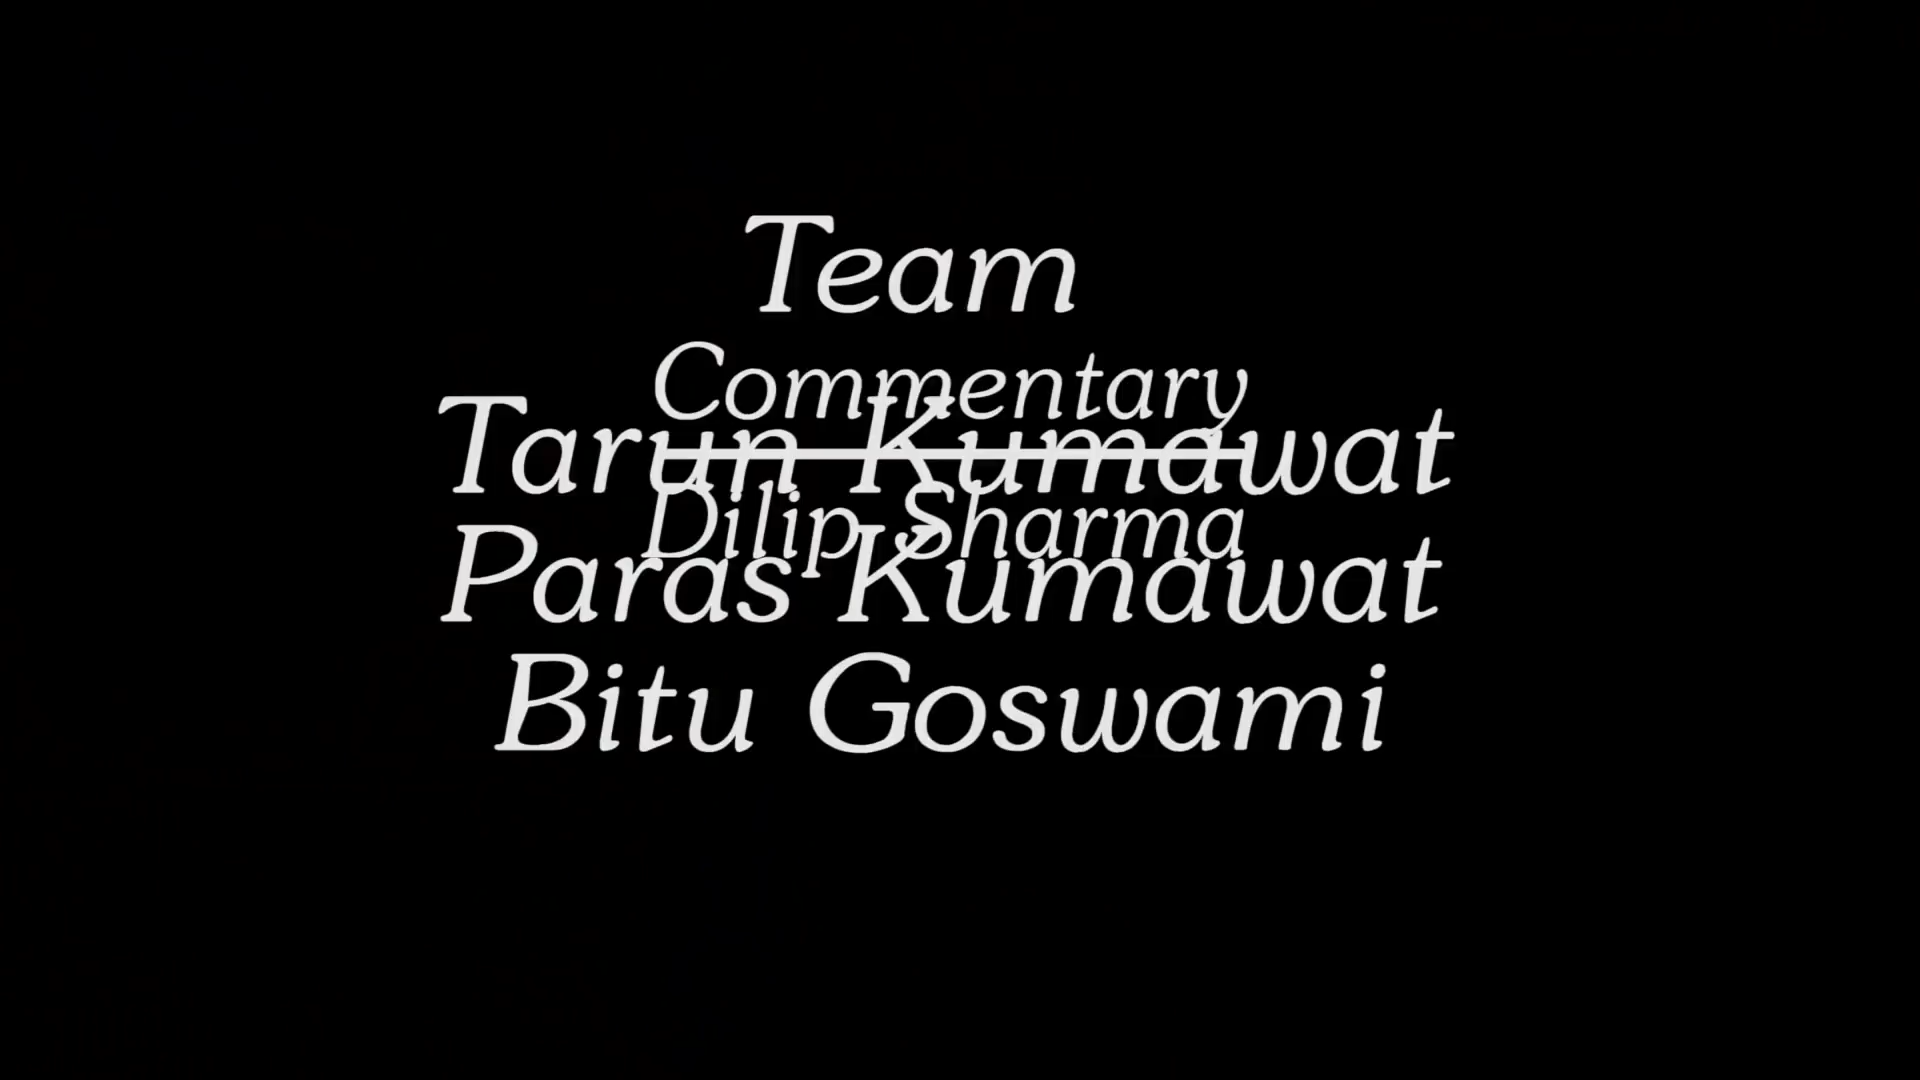 Team
Commentary
Tarun Kumawat
Dilip Sharma
Paras Kumawat
Bitu Goswami